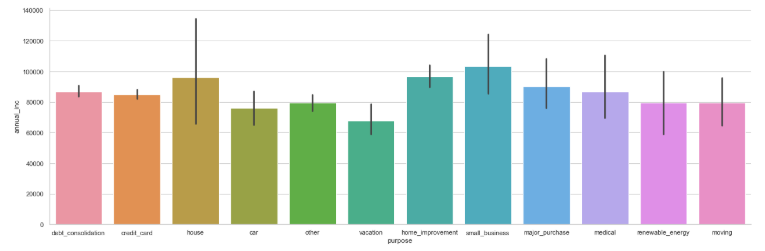 140000
120000
100000
80000
60000
40000
20000
0
annual_inc
debt_consolidation credit_card house car other vacation home_improvement small_business major_purchase medical renewable_energy moving
purpose